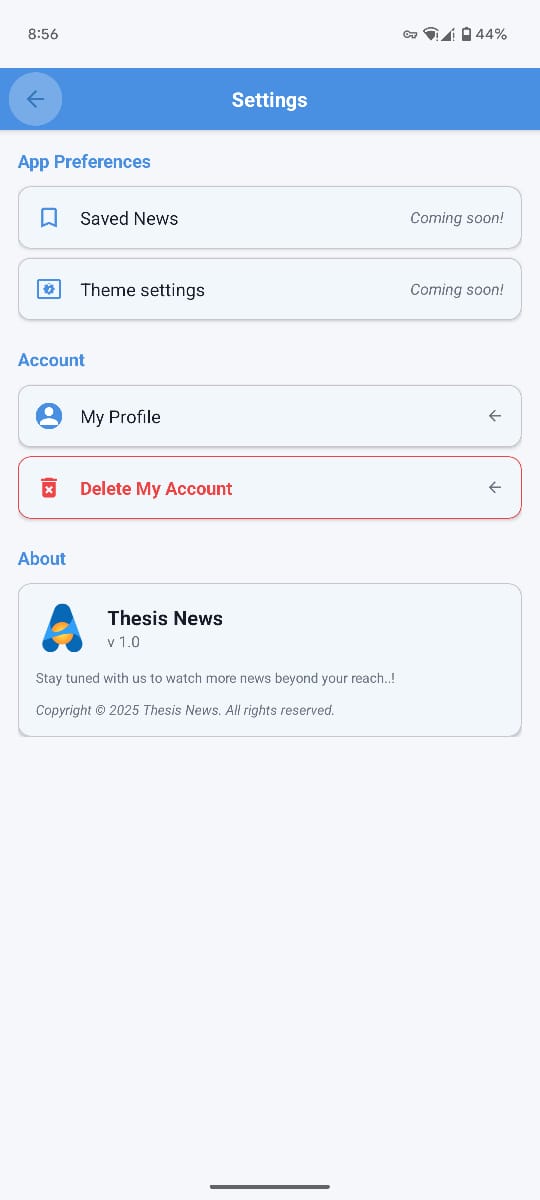 8:56 44%
Settings
App Preferences
Saved News Coming soon!
Theme settings Coming soon!
Account
My Profile
Delete My Account
About
Thesis News
v 1.0
Stay tuned with us to watch more news beyond your reach..!
Copyright © 2025 Thesis News. All rights reserved.